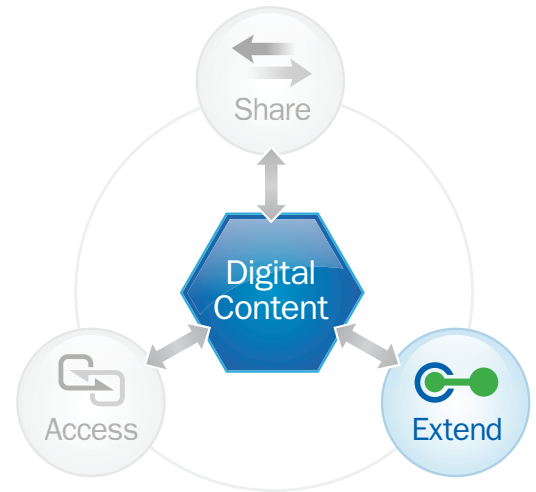 Share
Digital
Content
Access
Extend